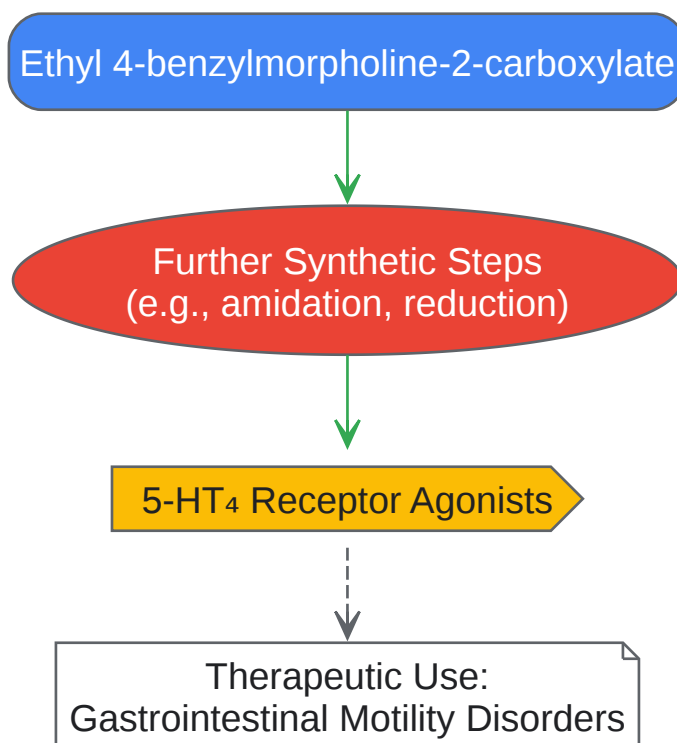 Ethyl 4-benzylmorpholine-2-carboxylate
Further Synthetic Steps
(e.g., amidation, reduction)
5-HT₄ Receptor Agonists
Therapeutic Use:
Gastrointestinal Motility Disorders